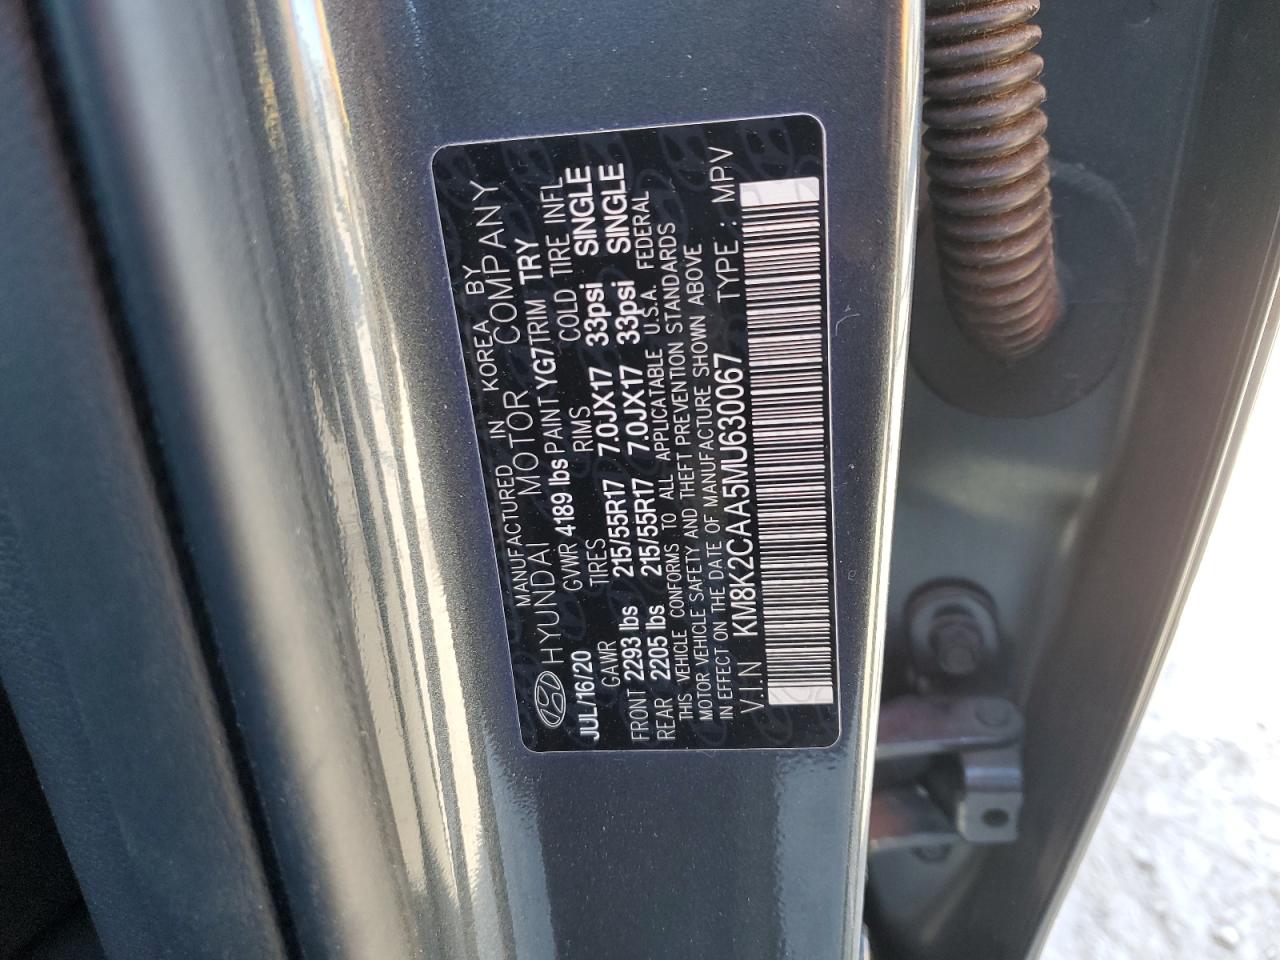 MANUFACTURED IN KOREA BY
HYUNDAI MOTOR COMPANY
JUL/16/20 GVWR 4189 lbs PAINT YG7 TRIM TRY
GAWR TIRES RIMS COLD TIRE INFL
FRONT 2293 lbs 215/55R17 7.0JX17 33psi SINGLE
REAR 2205 lbs 215/55R17 7.0JX17 33psi SINGLE
THIS VEHICLE CONFORMS TO ALL APPLICATABLE U.S.A. FEDERAL
MOTOR VEHICLE SAFETY AND THEFT PREVENTION STANDARDS
IN EFFECT ON THE DATE OF MANUFACTURE SHOWN ABOVE
V.I.N KM8K2CAA5MU630067 TYPE : MPV